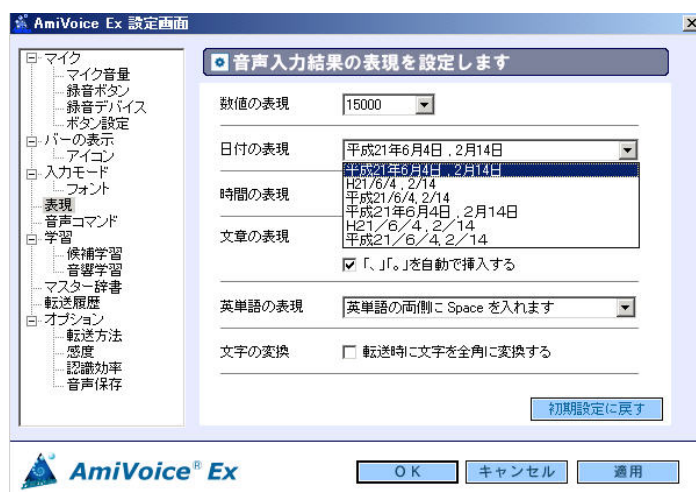 AmiVoice Ex 設定画面
マイク
マイク音量
録音ボタン
録音デバイス
ボタン設定
バーの表示
アイコン
入力モード
フォント
表現
音声コマンド
学習
候補学習
音響学習
マスター辞書
転送履歴
オプション
転送方法
感度
認識効率
音声保存
音声入力結果の表現を設定します
数値の表現 15000
日付の表現 平成21年6月4日 , 2月14日
平成21年6月4日 , 2月14日
H21/6/4 , 2/14
平成21/6/4, 2/14
平成21年6月4日 , 2月14日
H21/6/4, 2/14
平成21/6/4, 2/14
時間の表現
文章の表現
「、」「。」を自動で挿入する
英単語の表現 英単語の両側に Space を入れます
文字の変換 転送時に文字を全角に変換する
初期設定に戻す
AmiVoice® Ex
OK キャンセル 適用